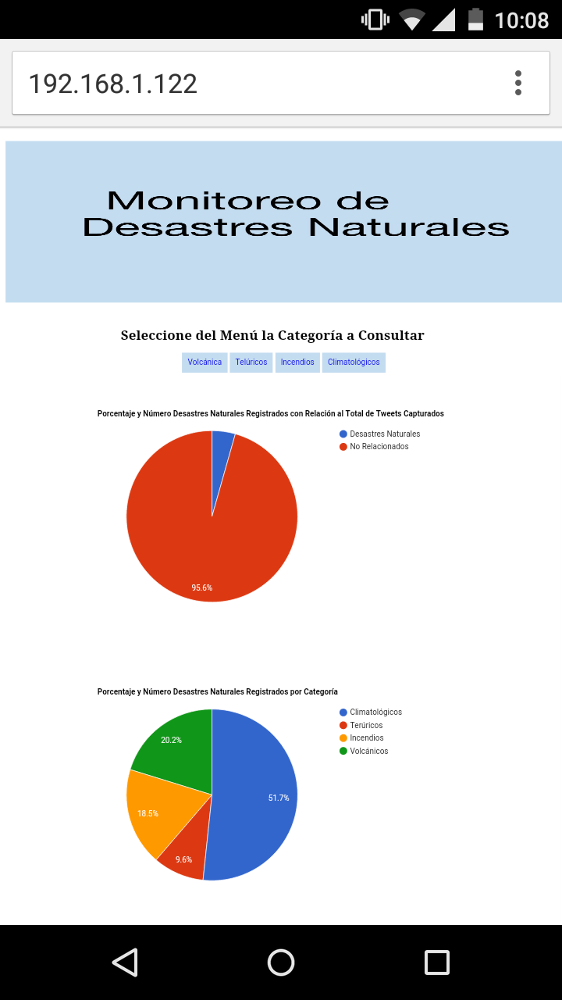 10:08
192.168.1.122
Monitoreo de
Desastres Naturales
Seleccione del Menú la Categoría a Consultar
Volcánica Telúricos Incendios Climatológicos
Porcentaje y Número Desastres Naturales Registrados con Relación al Total de Tweets Capturados
Desastres Naturales
No Relacionados
95.6%
Porcentaje y Número Desastres Naturales Registrados por Categoría
Climatológicos
Terúricos
Incendios
Volcánicos
20.2%
51.7%
18.5%
9.6%